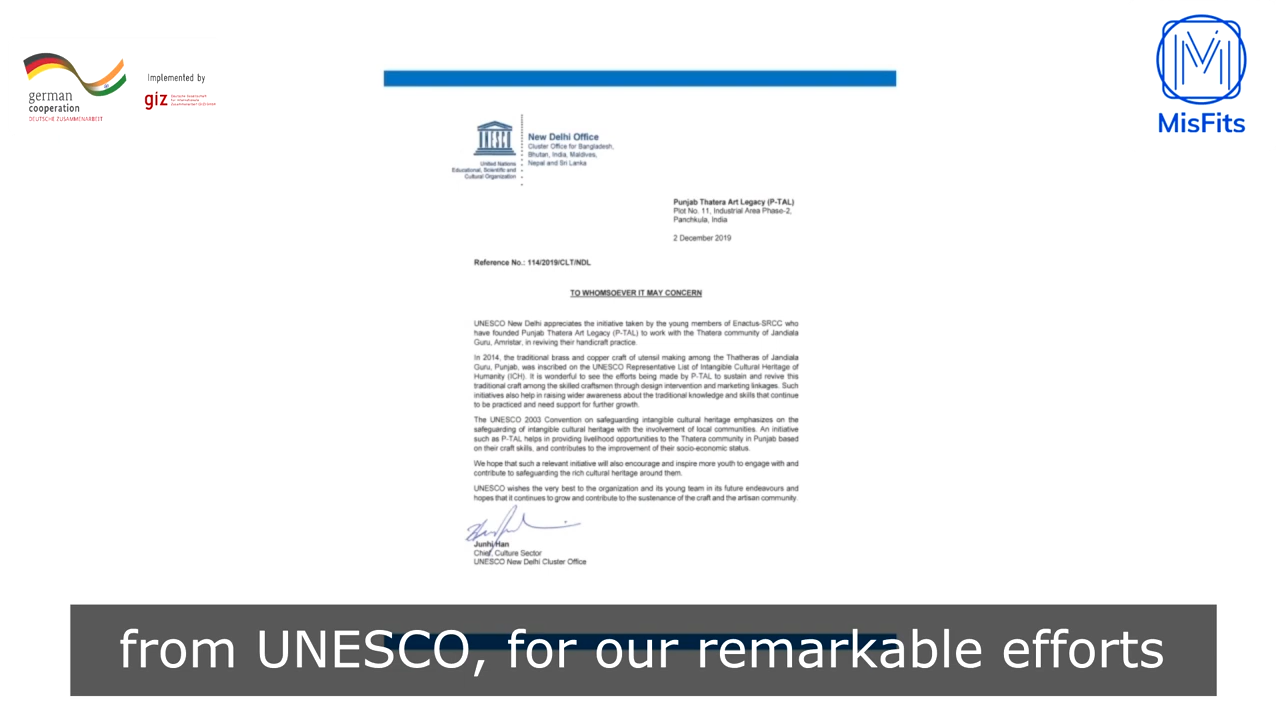 german
cooperation
DEUTSCHE ZUSAMMENARBEIT
Implemented by
giz
MisFits
New Delhi Office
Cluster Office for Bangladesh,
Bhutan, India, Maldives,
Nepal and Sri Lanka
United Nations
Educational, Scientific and
Cultural Organization
Punjab Thatera Art Legacy (P-TAL)
Plot No. 11, Industrial Area Phase-2,
Panchkula, India
2 December 2019
Reference No.: 114/2019/CLT/NDL
TO WHOMSOEVER IT MAY CONCERN
UNESCO New Delhi appreciates the initiative taken by the young members of Enactus-SRCC who
have founded Punjab Thatera Art Legacy (P-TAL) to work with the Thatera community of Jandiala
Guru, Amristar, in reviving their handicraft practice.
In 2014, the traditional brass and copper craft of utensil making among the Thatheras of Jandiala
Guru, Punjab, was inscribed on the UNESCO Representative List of Intangible Cultural Heritage of
Humanity (ICH). It is wonderful to see the efforts being made by P-TAL to sustain and revive this
traditional craft among the skilled craftsmen through design intervention and marketing linkages. Such
initiatives also help in raising wider awareness about the traditional knowledge and skills that continue
to be practiced and need support for further growth.
The UNESCO 2003 Convention on safeguarding intangible cultural heritage emphasizes on the
safeguarding of intangible cultural heritage with the involvement of local communities. An initiative
such as P-TAL helps in providing livelihood opportunities to the Thatera community in Punjab based
on their craft skills, and contributes to the improvement of their socio-economic status.
We hope that such a relevant initiative will also encourage and inspire more youth to engage with and
contribute to safeguarding the rich cultural heritage around them.
UNESCO wishes the very best to the organization and its young team in its future endeavours and
hopes that it continues to grow and contribute to the sustenance of the craft and the artisan community.
Junhi Han
Chief, Culture Sector
UNESCO New Delhi Cluster Office
from UNESCO, for our remarkable efforts